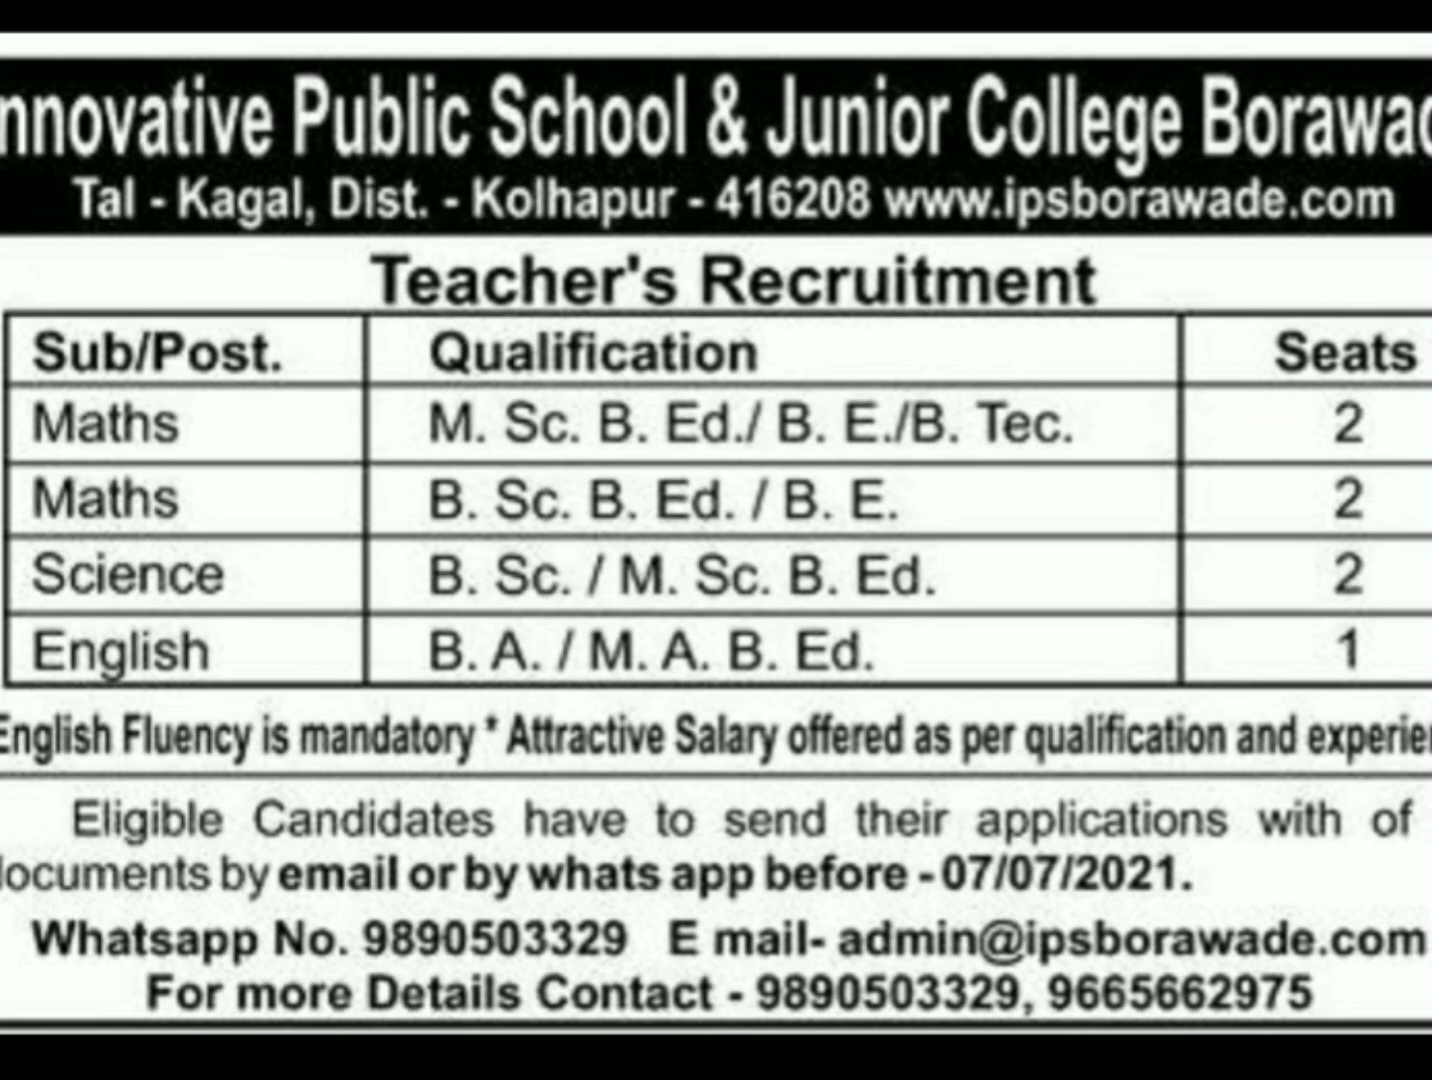 nnovative Public School & Junior College Borawad
Tal - Kagal, Dist. - Kolhapur - 416208 www.ipsborawade.com
Teacher's Recruitment
Sub/Post. Qualification Seats
Maths M. Sc. B. Ed./ B. E./B. Tec. 2
Maths B. Sc. B. Ed. / B. E. 2
Science B. Sc. / M. Sc. B. Ed. 2
English B. A. / M. A. B. Ed. 1
English Fluency is mandatory * Attractive Salary offered as per qualification and experien
Eligible Candidates have to send their applications with of
documents by email or by whats app before - 07/07/2021.
Whatsapp No. 9890503329 E mail- admin@ipsborawade.com
For more Details Contact - 9890503329, 9665662975